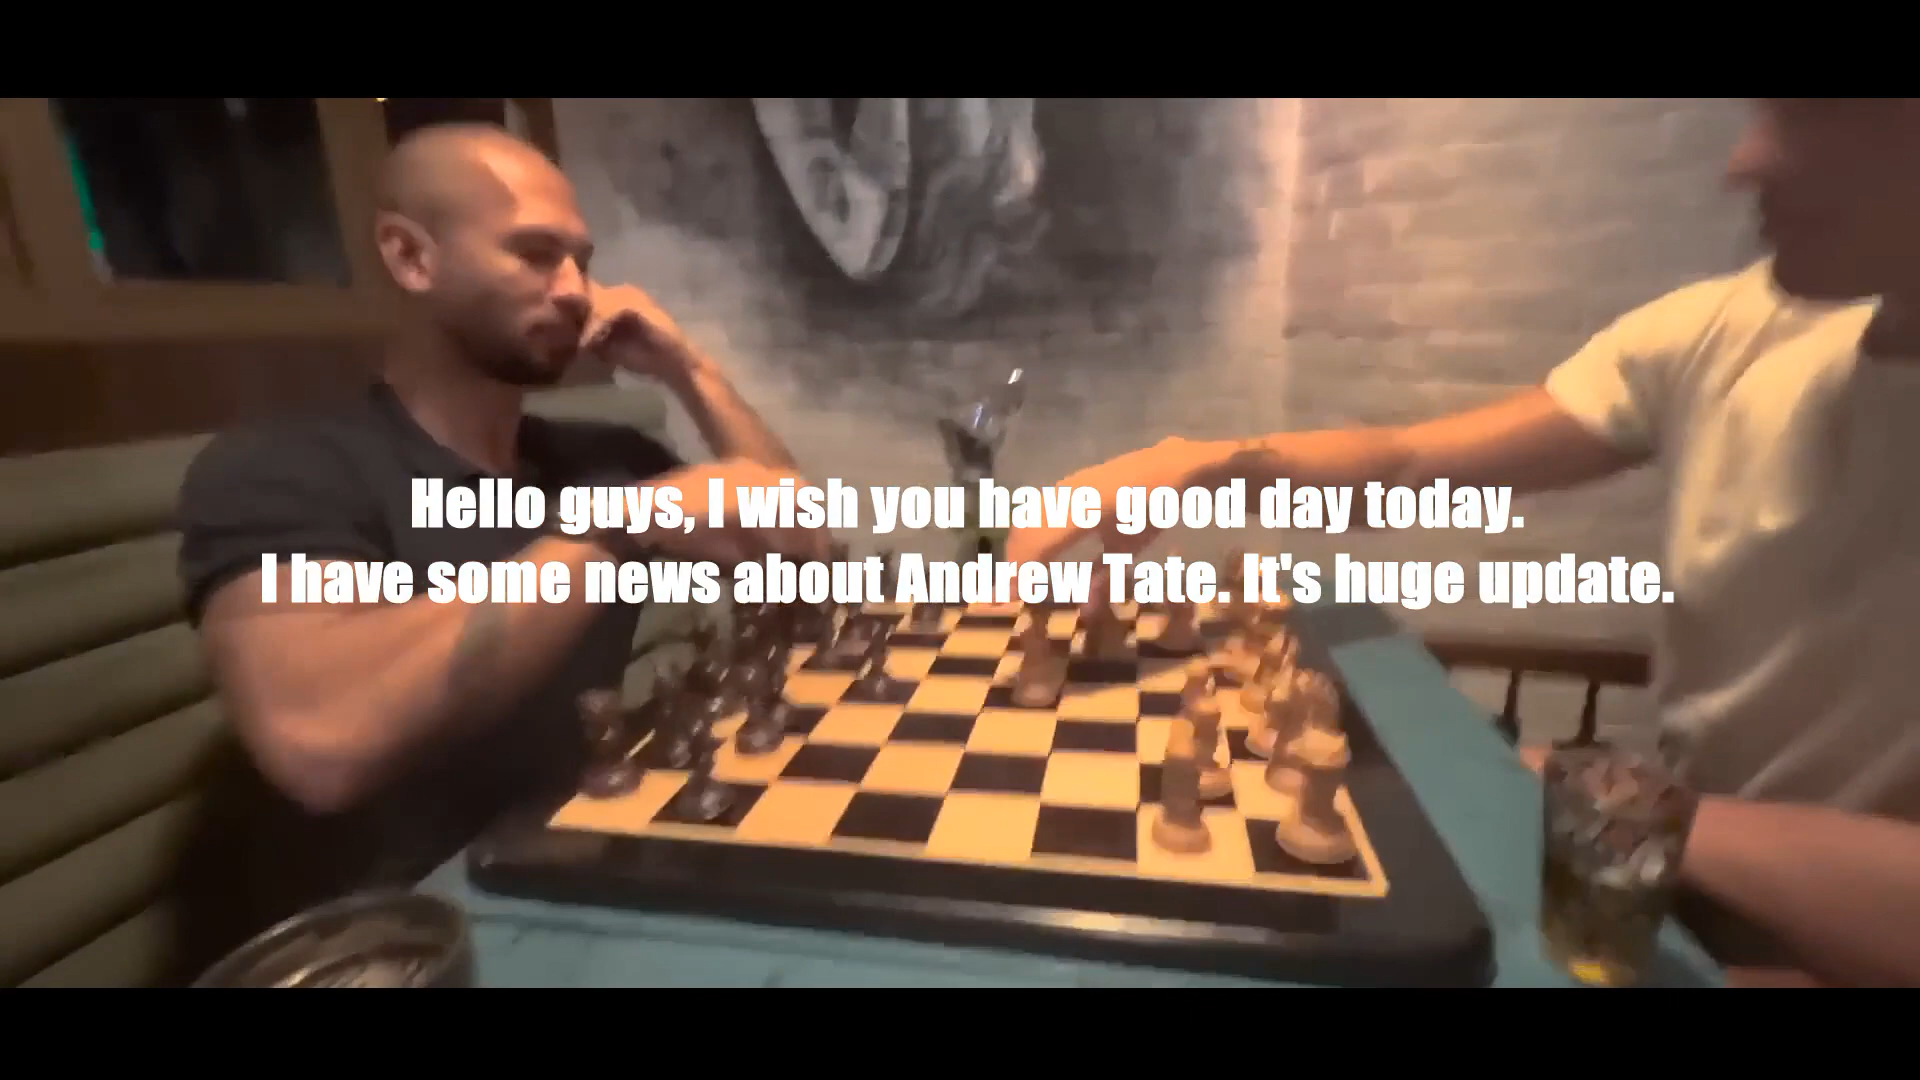 Hello guys, I wish you have good day today.
I have some news about Andrew Tate. It's huge update.